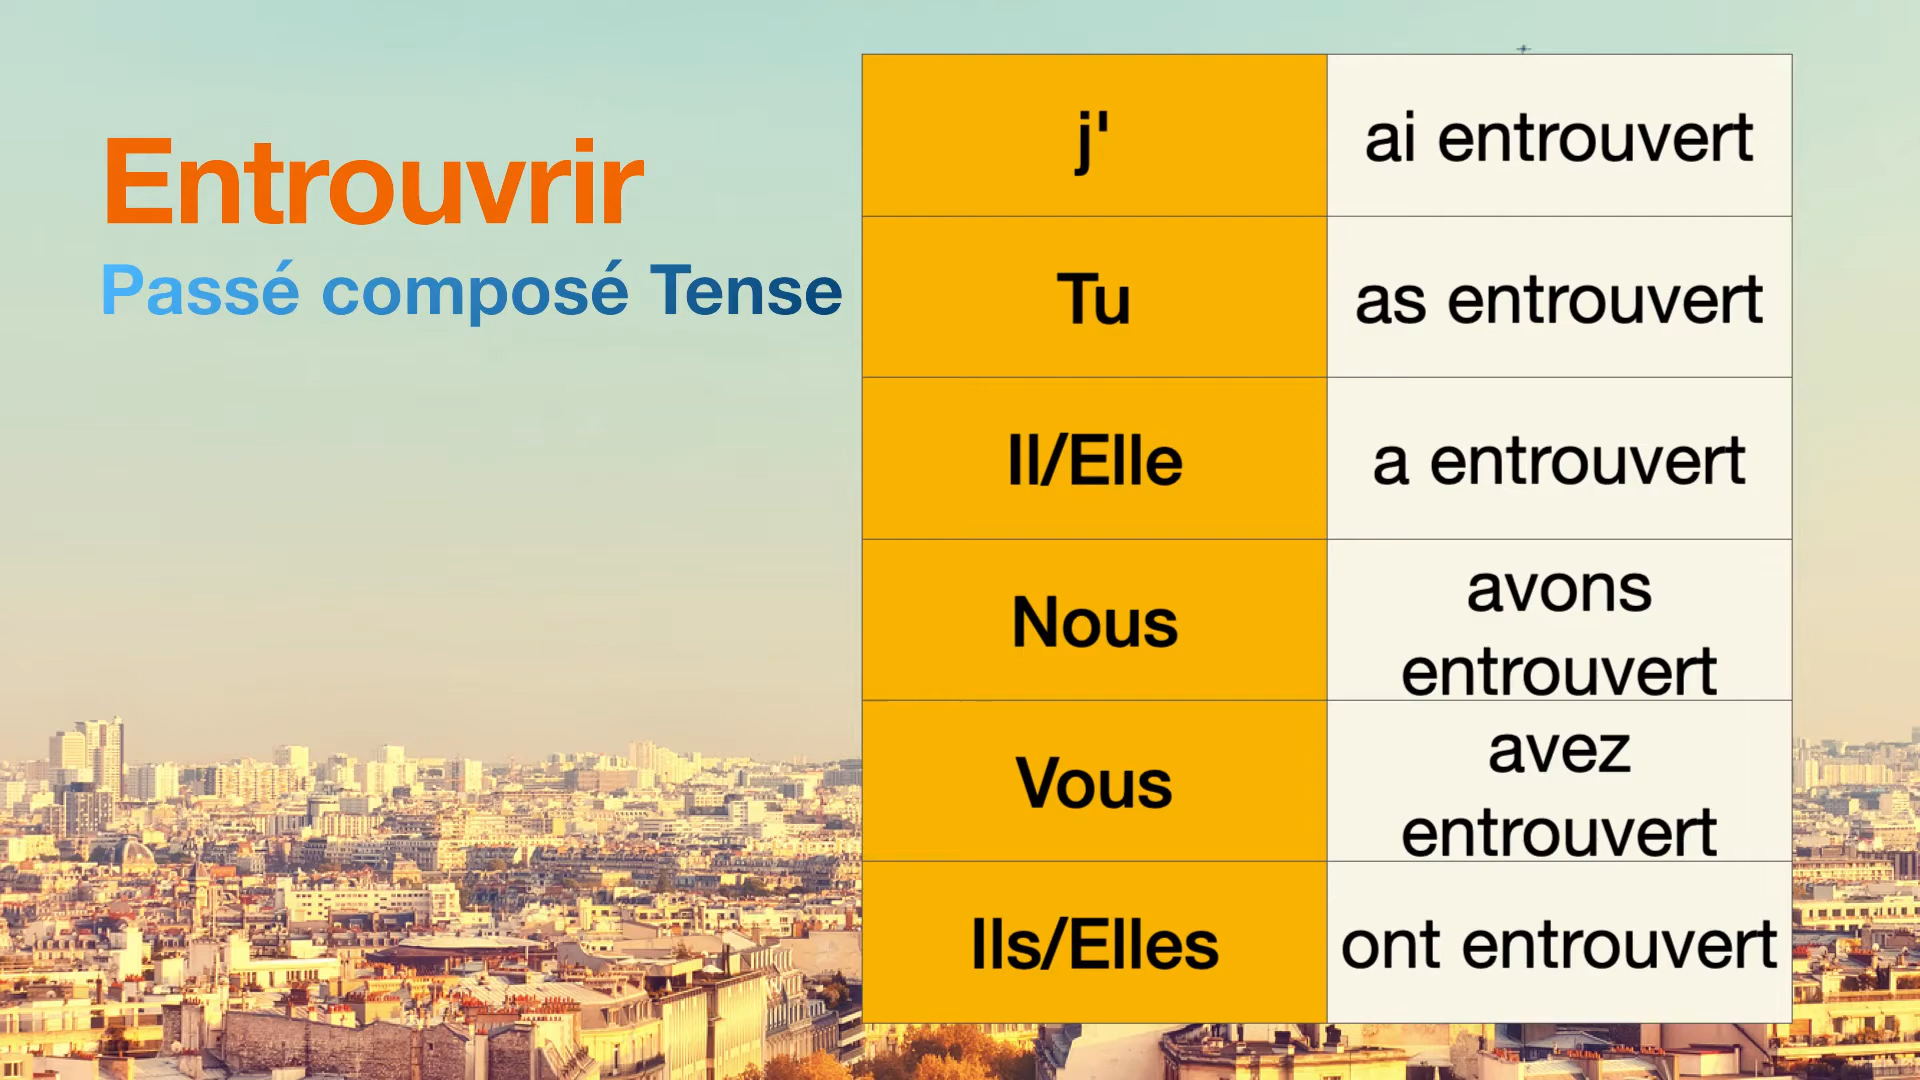 Entrouvrir
Passé composé Tense
j' ai entrouvert
Tu as entrouvert
Il/Elle a entrouvert
Nous avons
entrouvert
Vous avez
entrouvert
Ils/Elles ont entrouvert